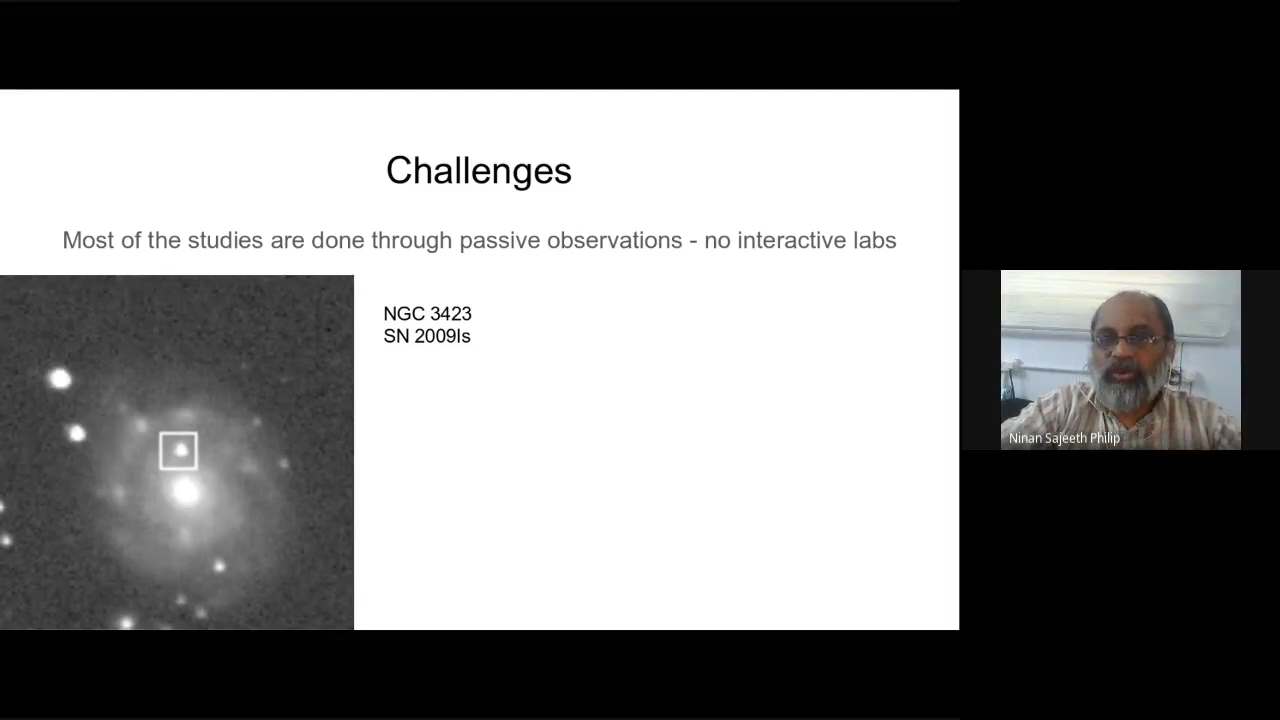 Challenges
Most of the studies are done through passive observations - no interactive labs
NGC 3423
SN 2009ls
Ninan Sajeeth Philip